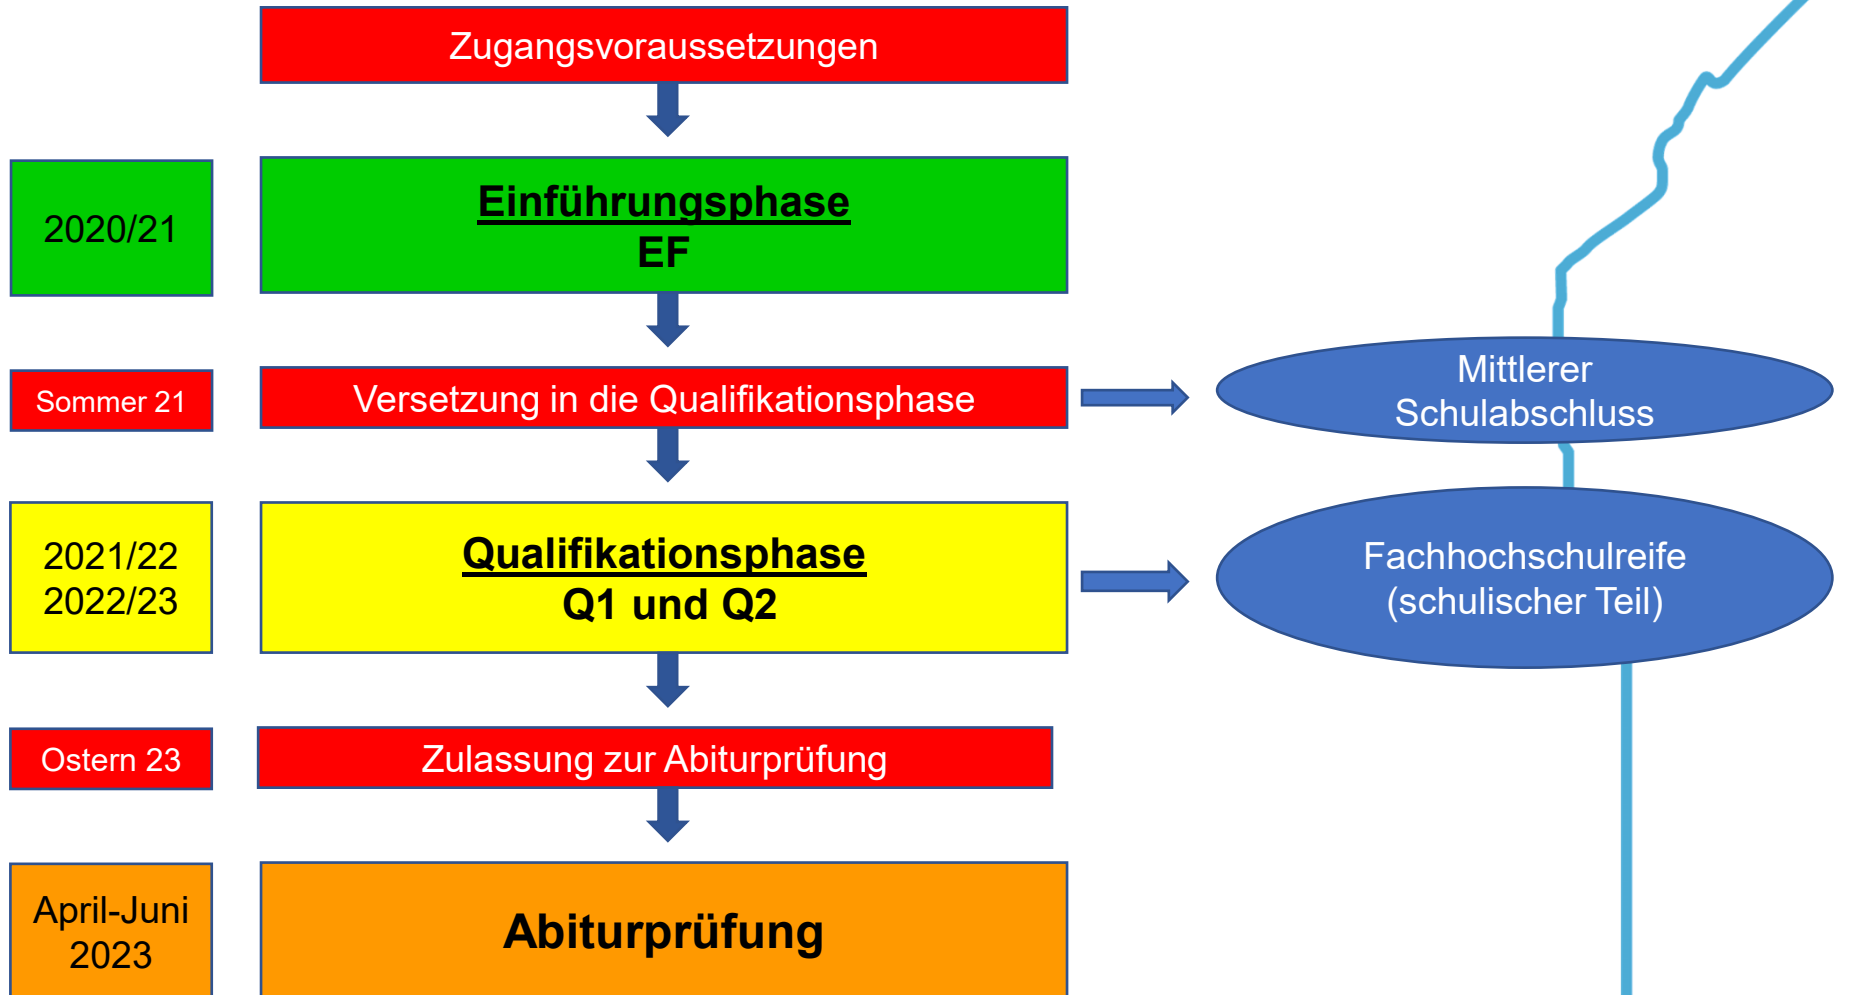 Zugangsvoraussetzungen
2020/21
Einführungsphase
EF
Sommer 21
Versetzung in die Qualifikationsphase
Mittlerer
Schulabschluss
2021/22
2022/23
Qualifikationsphase
Q1 und Q2
Fachhochschulreife
(schulischer Teil)
Ostern 23
Zulassung zur Abiturprüfung
April-Juni
2023
Abiturprüfung